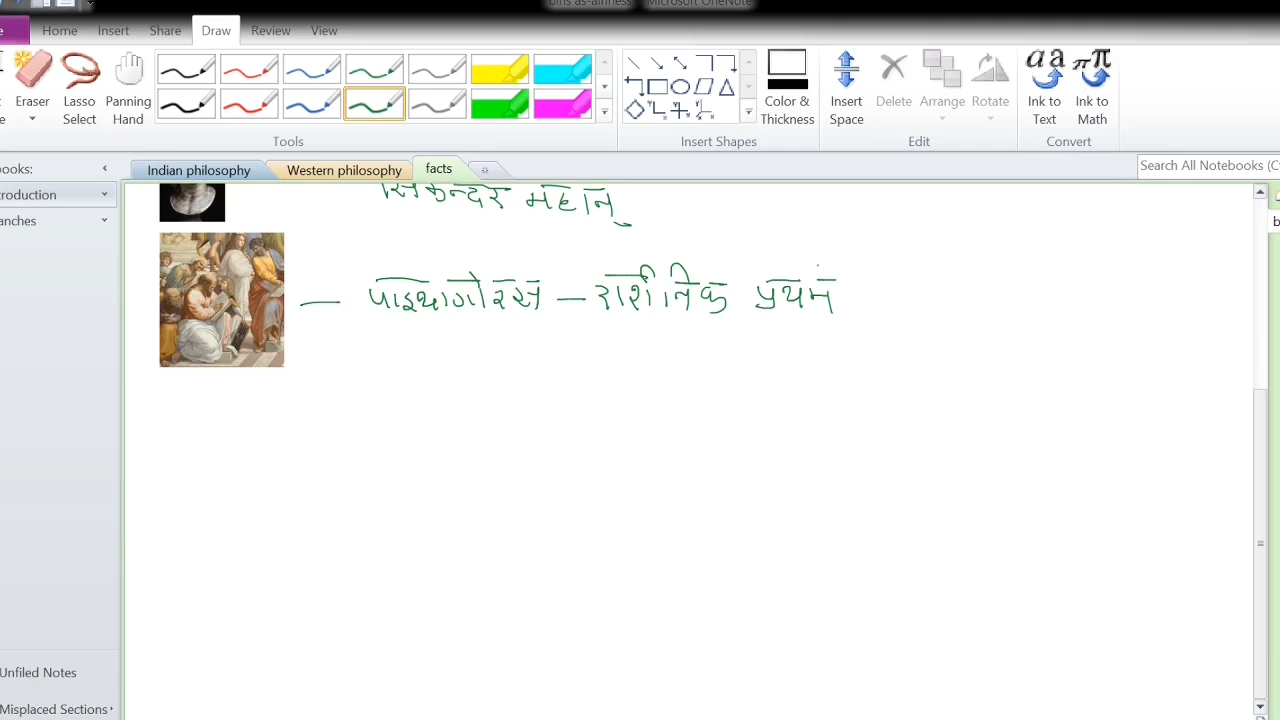 Microsoft OneNote
Home Insert Share Draw Review View
Eraser Lasso Select Panning Hand Color & Thickness Insert Space Delete Arrange Rotate Ink to Text Ink to Math
Tools Insert Shapes Edit Convert
Indian philosophy Western philosophy facts Search All Notebooks (
सिकन्दर महान
— पाइथागोरस — दार्शनिक प्रथम
Unfiled Notes
Misplaced Sections